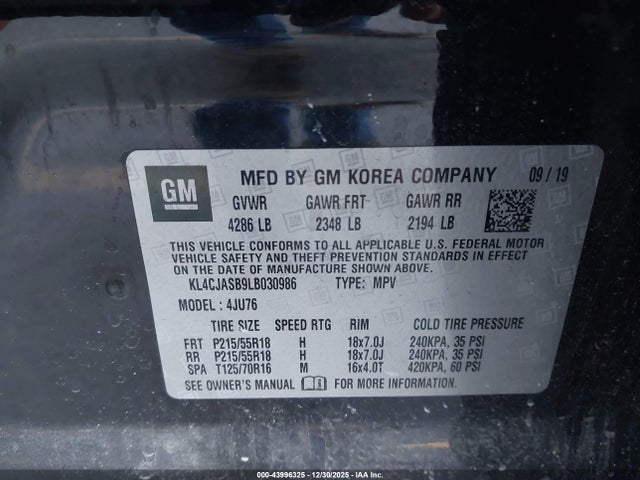 GM
MFD BY GM KOREA COMPANY 09/19
GVWR GAWR FRT- GAWR RR
4286 LB 2348 LB 2194 LB
THIS VEHICLE CONFORMS TO ALL APPLICABLE U.S. FEDERAL MOTOR
VEHICLE SAFETY AND THEFT PREVENTION STANDARDS IN EFFECT
ON THE DATE OF MANUFACTURE SHOWN ABOVE.
KL4CJASB9LB030986 TYPE: MPV
MODEL: 4JU76
TIRE SIZE SPEED RTG RIM COLD TIRE PRESSURE
FRT P215/55R18 H 18x7.0J 240KPA, 35 PSI
RR P215/55R18 H 18x7.0J 240KPA, 35 PSI
SPA T125/70R16 M 16x4.0T 420KPA, 60 PSI
SEE OWNER'S MANUAL FOR MORE INFORMATION.
000-43996325 - 12/30/2025 - IAA Inc.